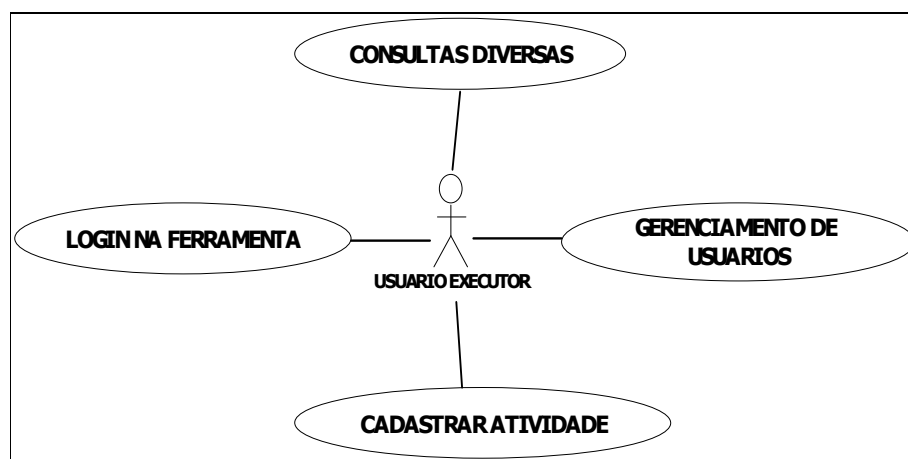 CONSULTAS DIVERSAS
LOGIN NA FERRAMENTA
GERENCIAMENTO DE
USUARIOS
USUARIO EXECUTOR
CADASTRAR ATIVIDADE